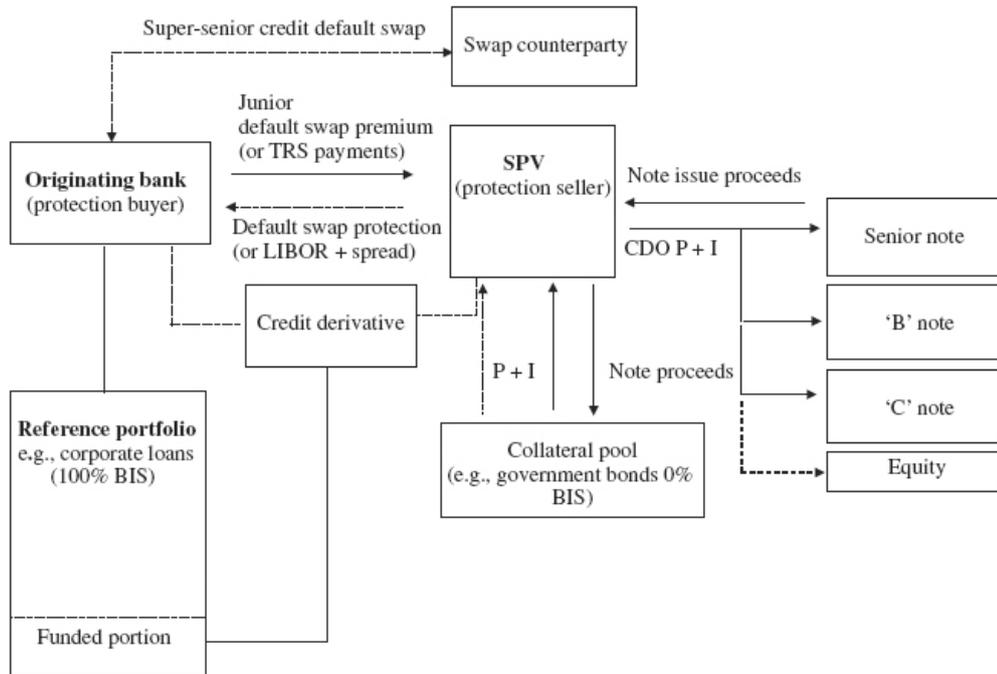 Super-senior credit default swap
Swap counterparty
Junior
default swap premium
(or TRS payments)
Originating bank
(protection buyer)
SPV
(protection seller)
Note issue proceeds
Default swap protection
(or LIBOR + spread)
CDO P + I
Senior note
Credit derivative
'B' note
P + I
Note proceeds
'C' note
Reference portfolio
e.g., corporate loans
(100% BIS)
Collateral pool
(e.g., government bonds 0%
BIS)
Equity
Funded portion